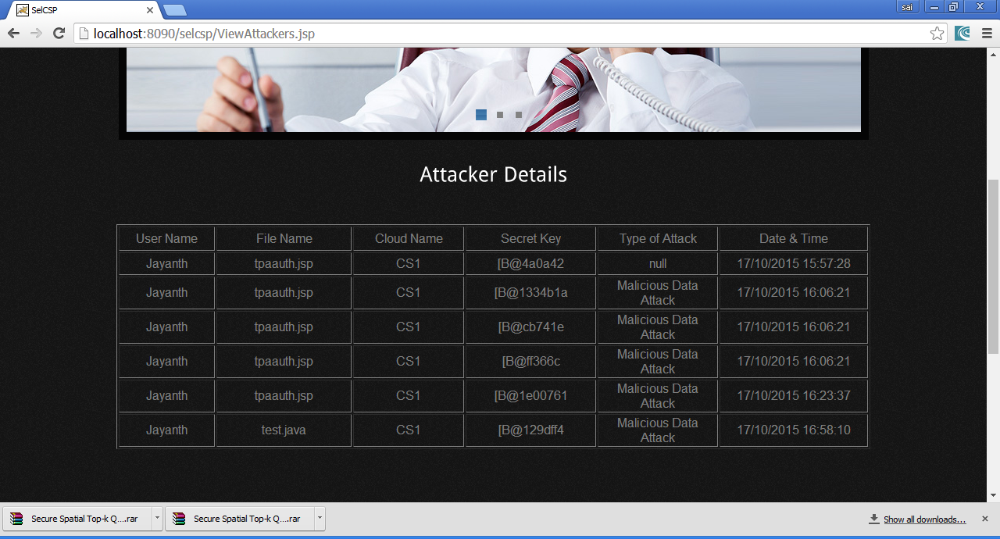 SelCSP
sai
localhost:8090/selcsp/ViewAttackers.jsp
Attacker Details
User Name File Name Cloud Name Secret Key Type of Attack Date & Time
Jayanth tpaauth.jsp CS1 [B@4a0a42 null 17/10/2015 15:57:28
Jayanth tpaauth.jsp CS1 [B@1334b1a Malicious Data Attack 17/10/2015 16:06:21
Jayanth tpaauth.jsp CS1 [B@cb741e Malicious Data Attack 17/10/2015 16:06:21
Jayanth tpaauth.jsp CS1 [B@ff366c Malicious Data Attack 17/10/2015 16:06:21
Jayanth tpaauth.jsp CS1 [B@1e00761 Malicious Data Attack 17/10/2015 16:23:37
Jayanth test.java CS1 [B@129dff4 Malicious Data Attack 17/10/2015 16:58:10
Secure Spatial Top-k Q....rar Secure Spatial Top-k Q....rar Show all downloads...